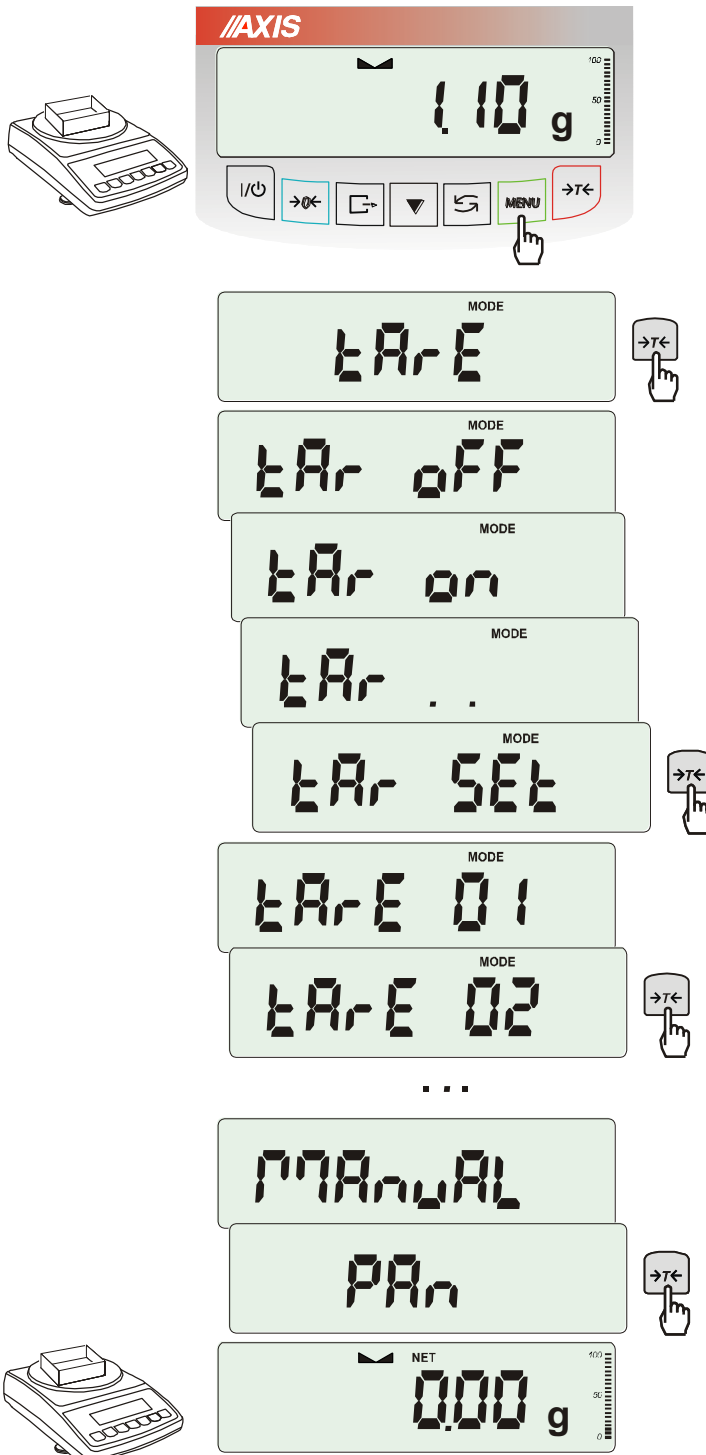 //AXIS
1.10 g
100
50
0
I/⏻ →0← MENU →T←
MODE
tArE
→T←
MODE
tAr oFF
MODE
tAr on
MODE
tAr . .
MODE
tAr SEt
→T←
MODE
tArE 01
MODE
tArE 02
→T←
...
MAnuAL
PAn
→T←
NET
0.00 g
100
50
0